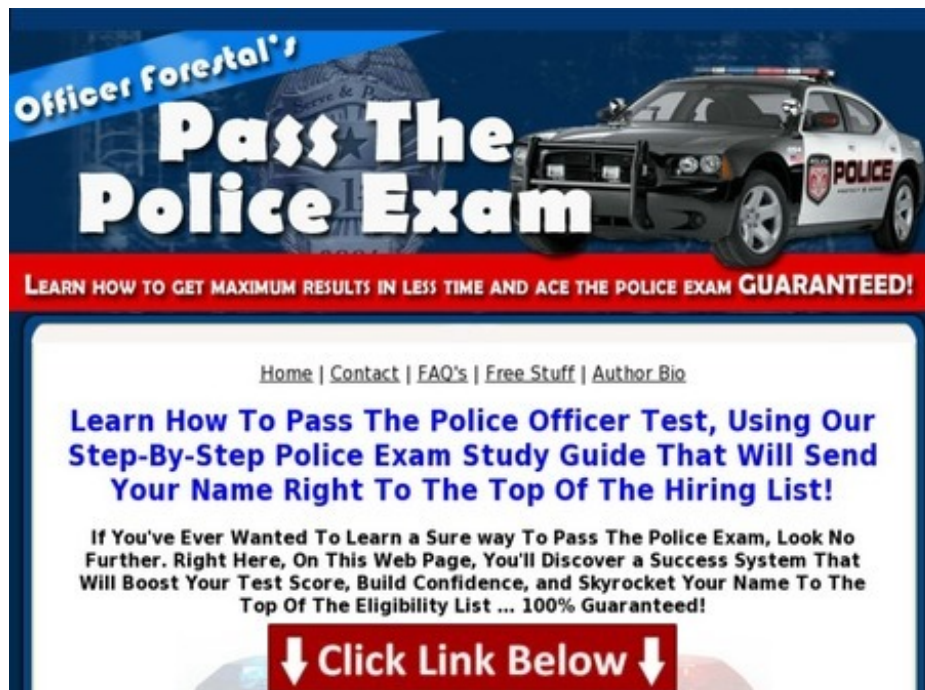 Officer Forestal's
Serve & Pro
Pass The
Police Exam
POLICE
PROTECT & SERVE
LEARN HOW TO GET MAXIMUM RESULTS IN LESS TIME AND ACE THE POLICE EXAM GUARANTEED!
Home | Contact | FAQ's | Free Stuff | Author Bio
Learn How To Pass The Police Officer Test, Using Our
Step-By-Step Police Exam Study Guide That Will Send
Your Name Right To The Top Of The Hiring List!
If You've Ever Wanted To Learn a Sure way To Pass The Police Exam, Look No
Further. Right Here, On This Web Page, You'll Discover a Success System That
Will Boost Your Test Score, Build Confidence, and Skyrocket Your Name To The
Top Of The Eligibility List ... 100% Guaranteed!
Click Link Below